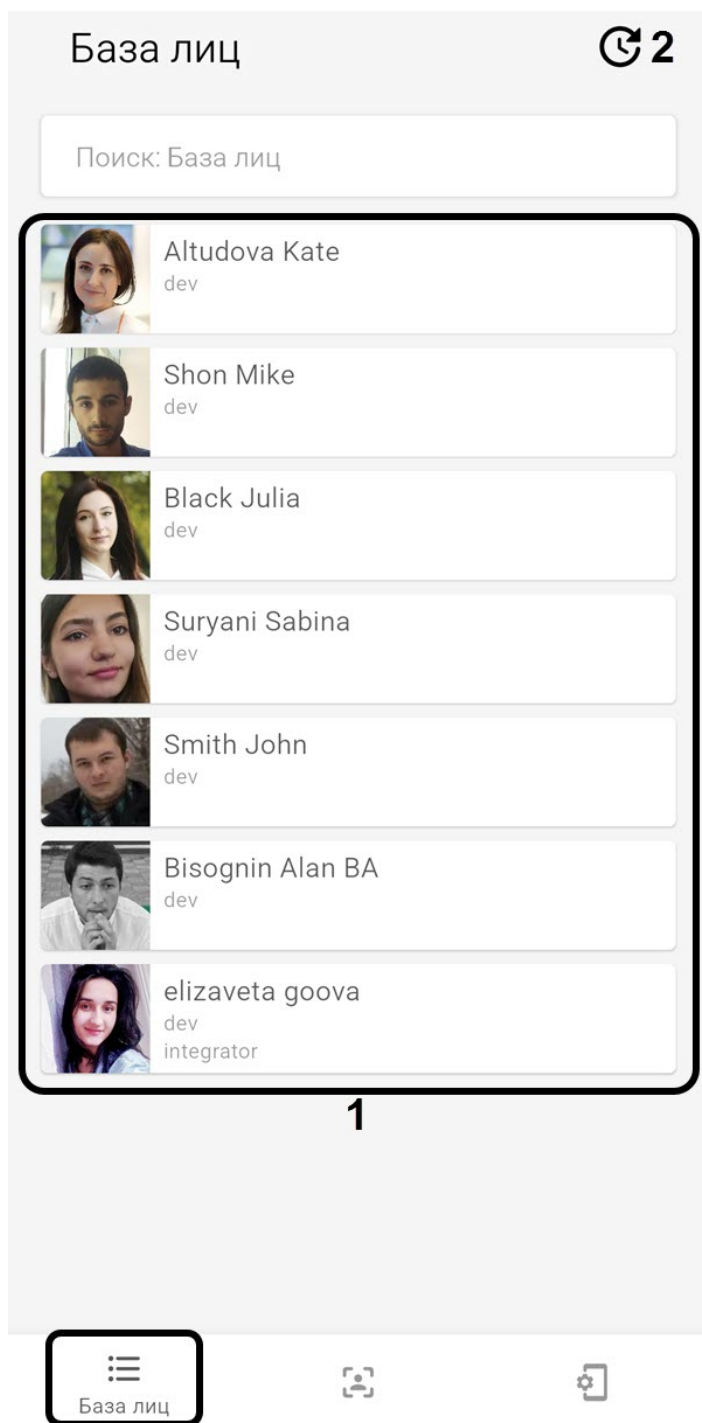 База лиц
2
Поиск: База лиц
Altudova Kate
dev
Shon Mike
dev
Black Julia
dev
Suryani Sabina
dev
Smith John
dev
Bisognin Alan BA
dev
elizaveta goova
dev
integrator
1
База лиц